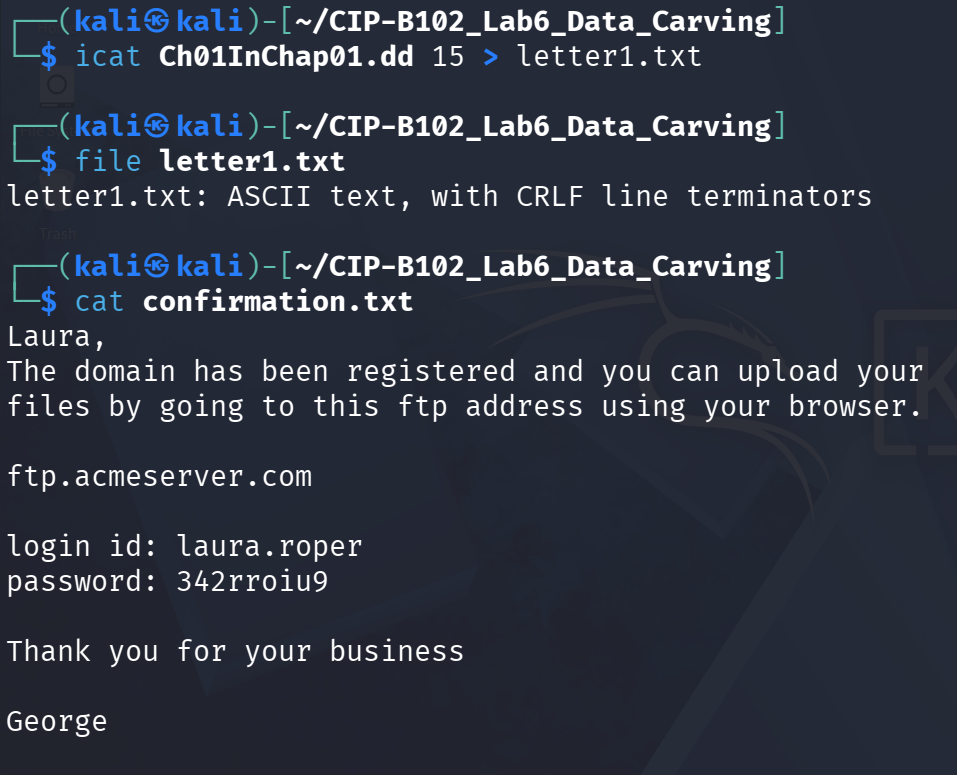 ┌──(kali㉿kali)-[~/CIP-B102_Lab6_Data_Carving]
└─$ icat Ch01InChap01.dd 15 > letter1.txt
┌──(kali㉿kali)-[~/CIP-B102_Lab6_Data_Carving]
└─$ file letter1.txt
letter1.txt: ASCII text, with CRLF line terminators
Trash
┌──(kali㉿kali)-[~/CIP-B102_Lab6_Data_Carving]
└─$ cat confirmation.txt
Laura,
The domain has been registered and you can upload your
files by going to this ftp address using your browser.
ftp.acmeserver.com
login id: laura.roper
password: 342rroiu9
Thank you for your business
George